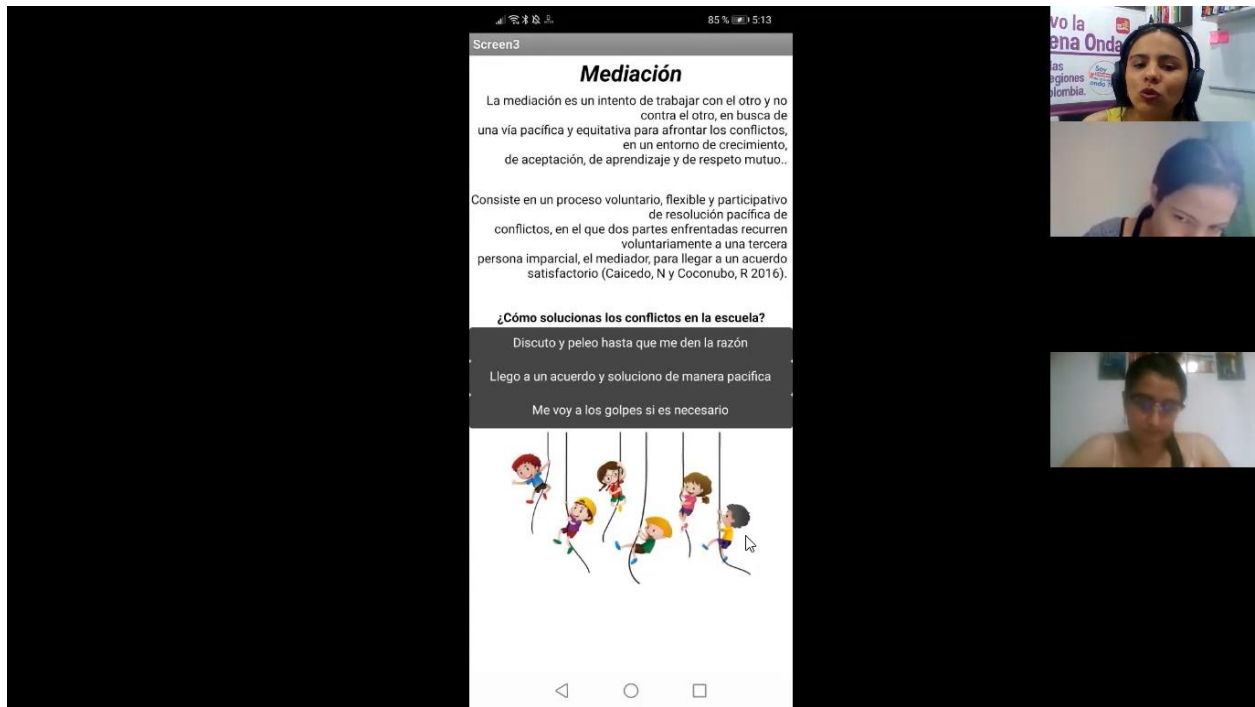 85 % 5:13
Screen3
Mediación
La mediación es un intento de trabajar con el otro y no
contra el otro, en busca de
una vía pacífica y equitativa para afrontar los conflictos,
en un entorno de crecimiento,
de aceptación, de aprendizaje y de respeto mutuo..
Consiste en un proceso voluntario, flexible y participativo
de resolución pacífica de
conflictos, en el que dos partes enfrentadas recurren
voluntariamente a una tercera
persona imparcial, el mediador, para llegar a un acuerdo
satisfactorio (Caicedo, N y Coconubo, R 2016).
¿Cómo solucionas los conflictos en la escuela?
Discuto y peleo hasta que me den la razón
Llego a un acuerdo y soluciono de manera pacifica
Me voy a los golpes si es necesario
vo la
ena Onda
las
egiones
olombia.
Soy